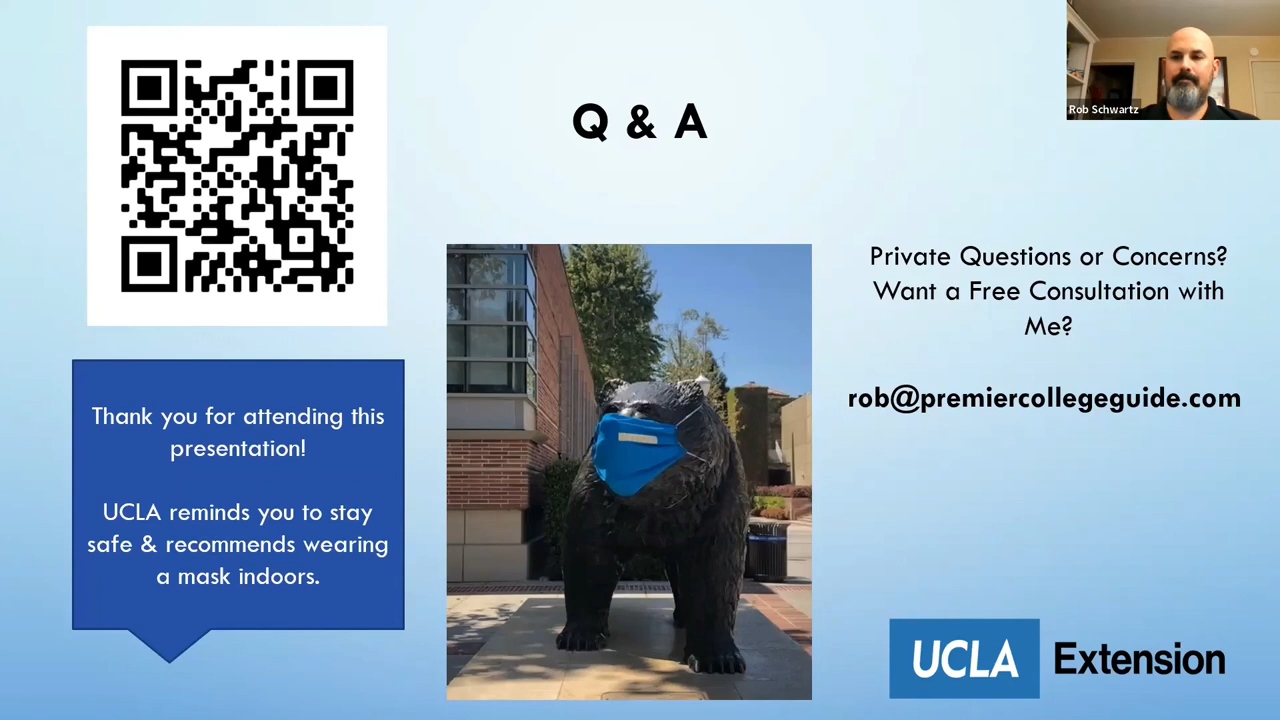 Q & A
Rob Schwartz
Thank you for attending this
presentation!
UCLA reminds you to stay
safe & recommends wearing
a mask indoors.
Private Questions or Concerns?
Want a Free Consultation with
Me?
rob@premiercollegeguide.com
UCLA Extension